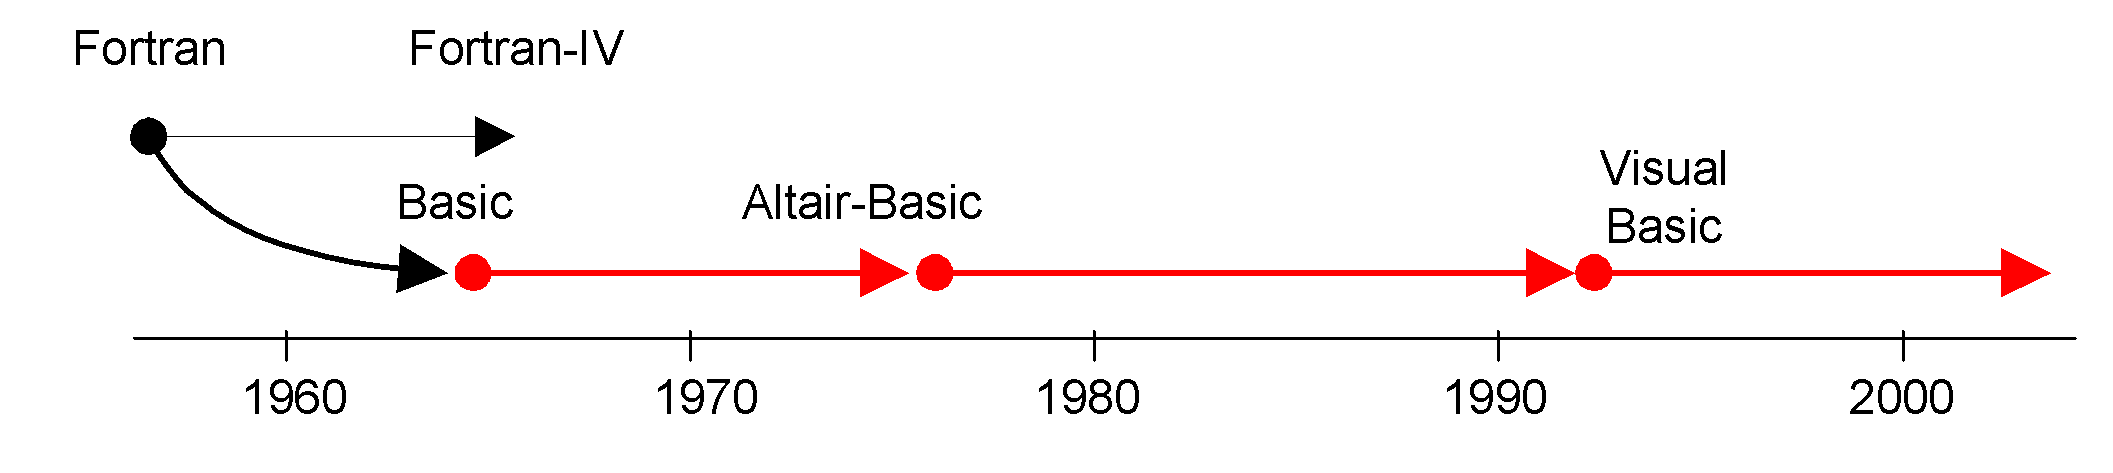 Fortran
Fortran-IV
Basic
Altair-Basic
Visual
Basic
1960
1970
1980
1990
2000